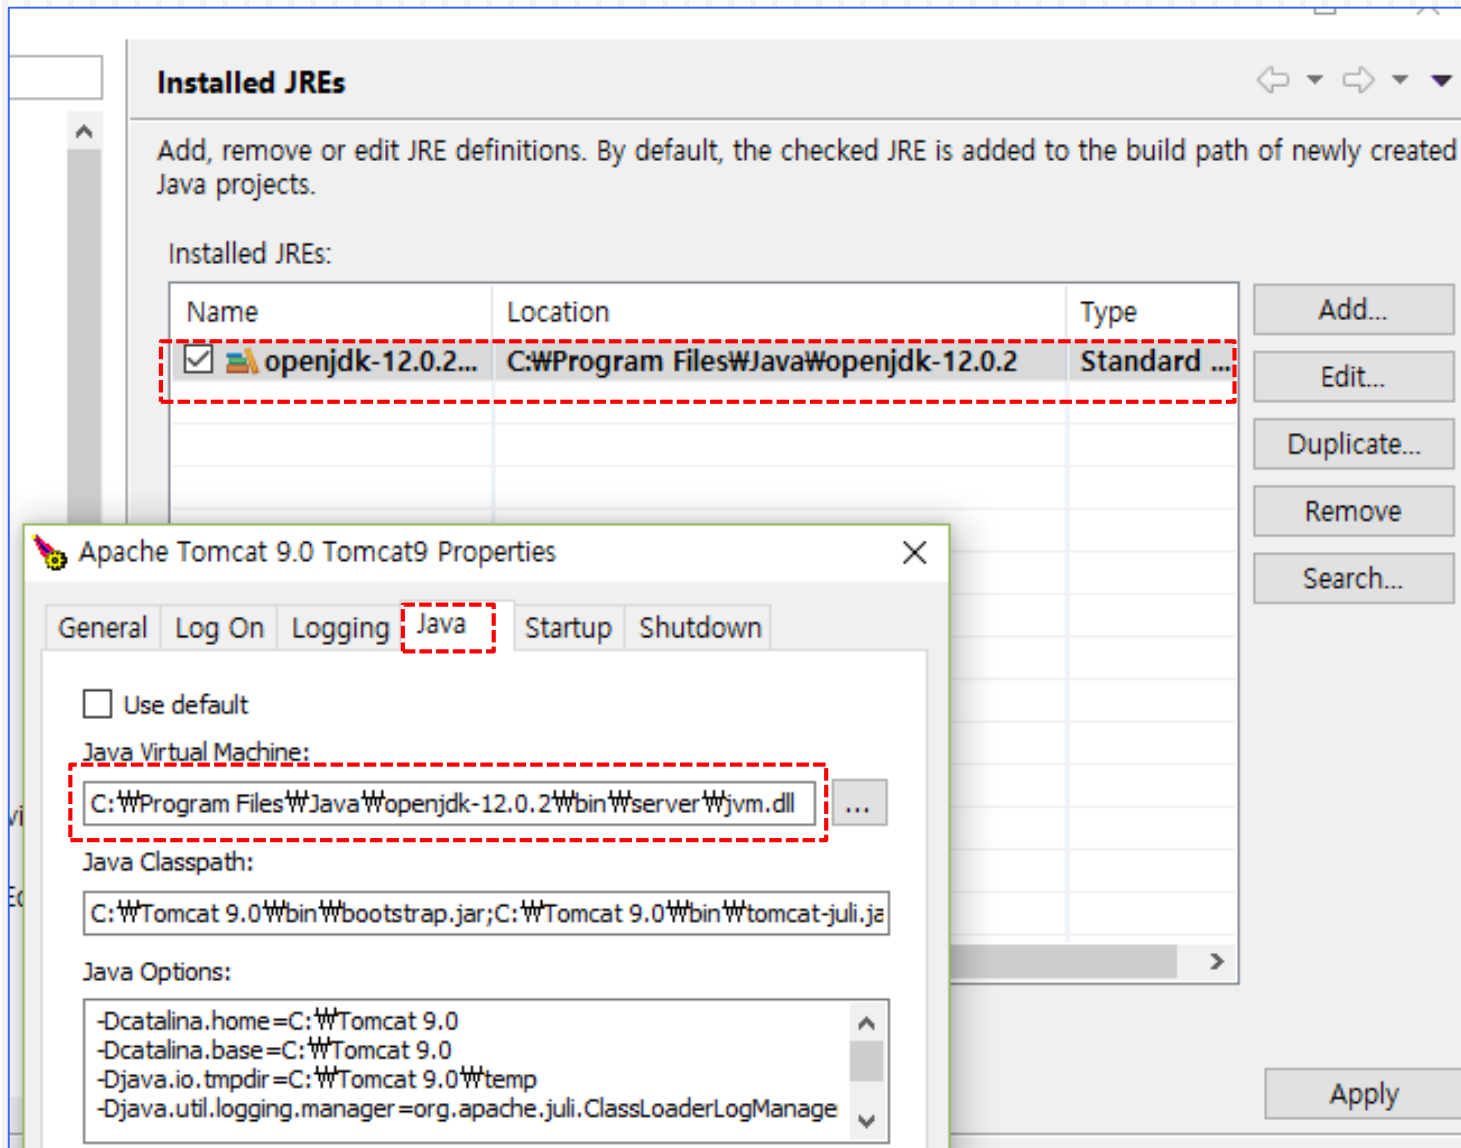 Installed JREs
Add, remove or edit JRE definitions. By default, the checked JRE is added to the build path of newly created
Java projects.
Installed JREs:
Name Location Type
Add...
openjdk-12.0.2... C:₩Program Files₩Java₩openjdk-12.0.2 Standard ...
Edit...
Duplicate...
Remove
Search...
Apache Tomcat 9.0 Tomcat9 Properties
General Log On Logging Java Startup Shutdown
Use default
Java Virtual Machine:
C:₩Program Files₩Java₩openjdk-12.0.2₩bin₩server₩jvm.dll ...
Java Classpath:
C:₩Tomcat 9.0₩bin₩bootstrap.jar;C:₩Tomcat 9.0₩bin₩tomcat-juli.ja
Java Options:
-Dcatalina.home=C:₩Tomcat 9.0
-Dcatalina.base=C:₩Tomcat 9.0
-Djava.io.tmpdir=C:₩Tomcat 9.0₩temp
-Djava.util.logging.manager=org.apache.juli.ClassLoaderLogManage
Apply